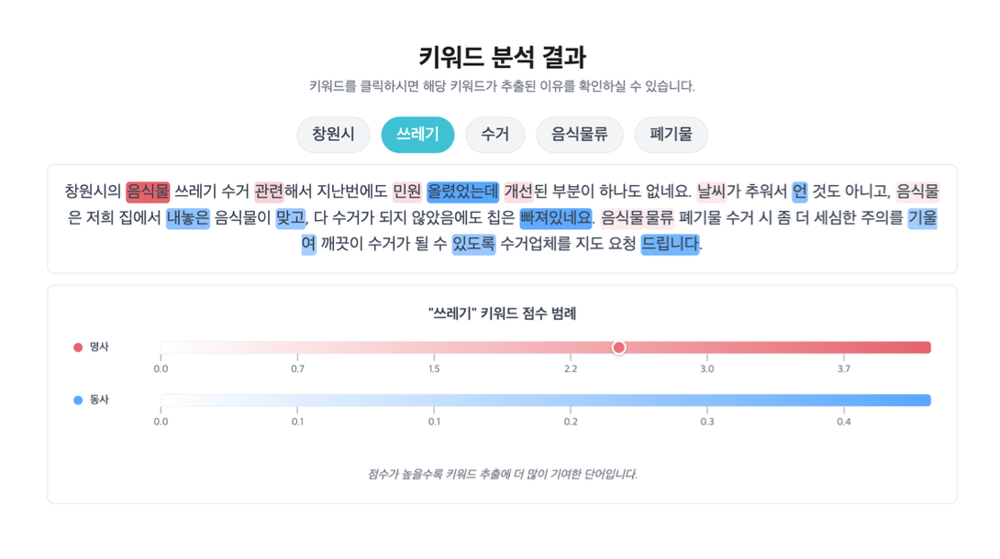 키워드 분석 결과
키워드를 클릭하시면 해당 키워드가 추출된 이유를 확인하실 수 있습니다.
창원시 쓰레기 수거 음식물류 폐기물
창원시의 음식물 쓰레기 수거 관련해서 지난번에도 민원 올렸었는데 개선된 부분이 하나도 없네요. 날씨가 추워서 언 것도 아니고, 음식물
은 저희 집에서 내놓은 음식물이 맞고, 다 수거가 되지 않았음에도 칩은 빠져있네요. 음식물물류 폐기물 수거 시 좀 더 세심한 주의를 기울
여 깨끗이 수거가 될 수 있도록 수거업체를 지도 요청 드립니다.
"쓰레기" 키워드 점수 범례
명사
0.0 0.7 1.5 2.2 3.0 3.7
동사
0.0 0.1 0.1 0.2 0.3 0.4
점수가 높을수록 키워드 추출에 더 많이 기여한 단어입니다.